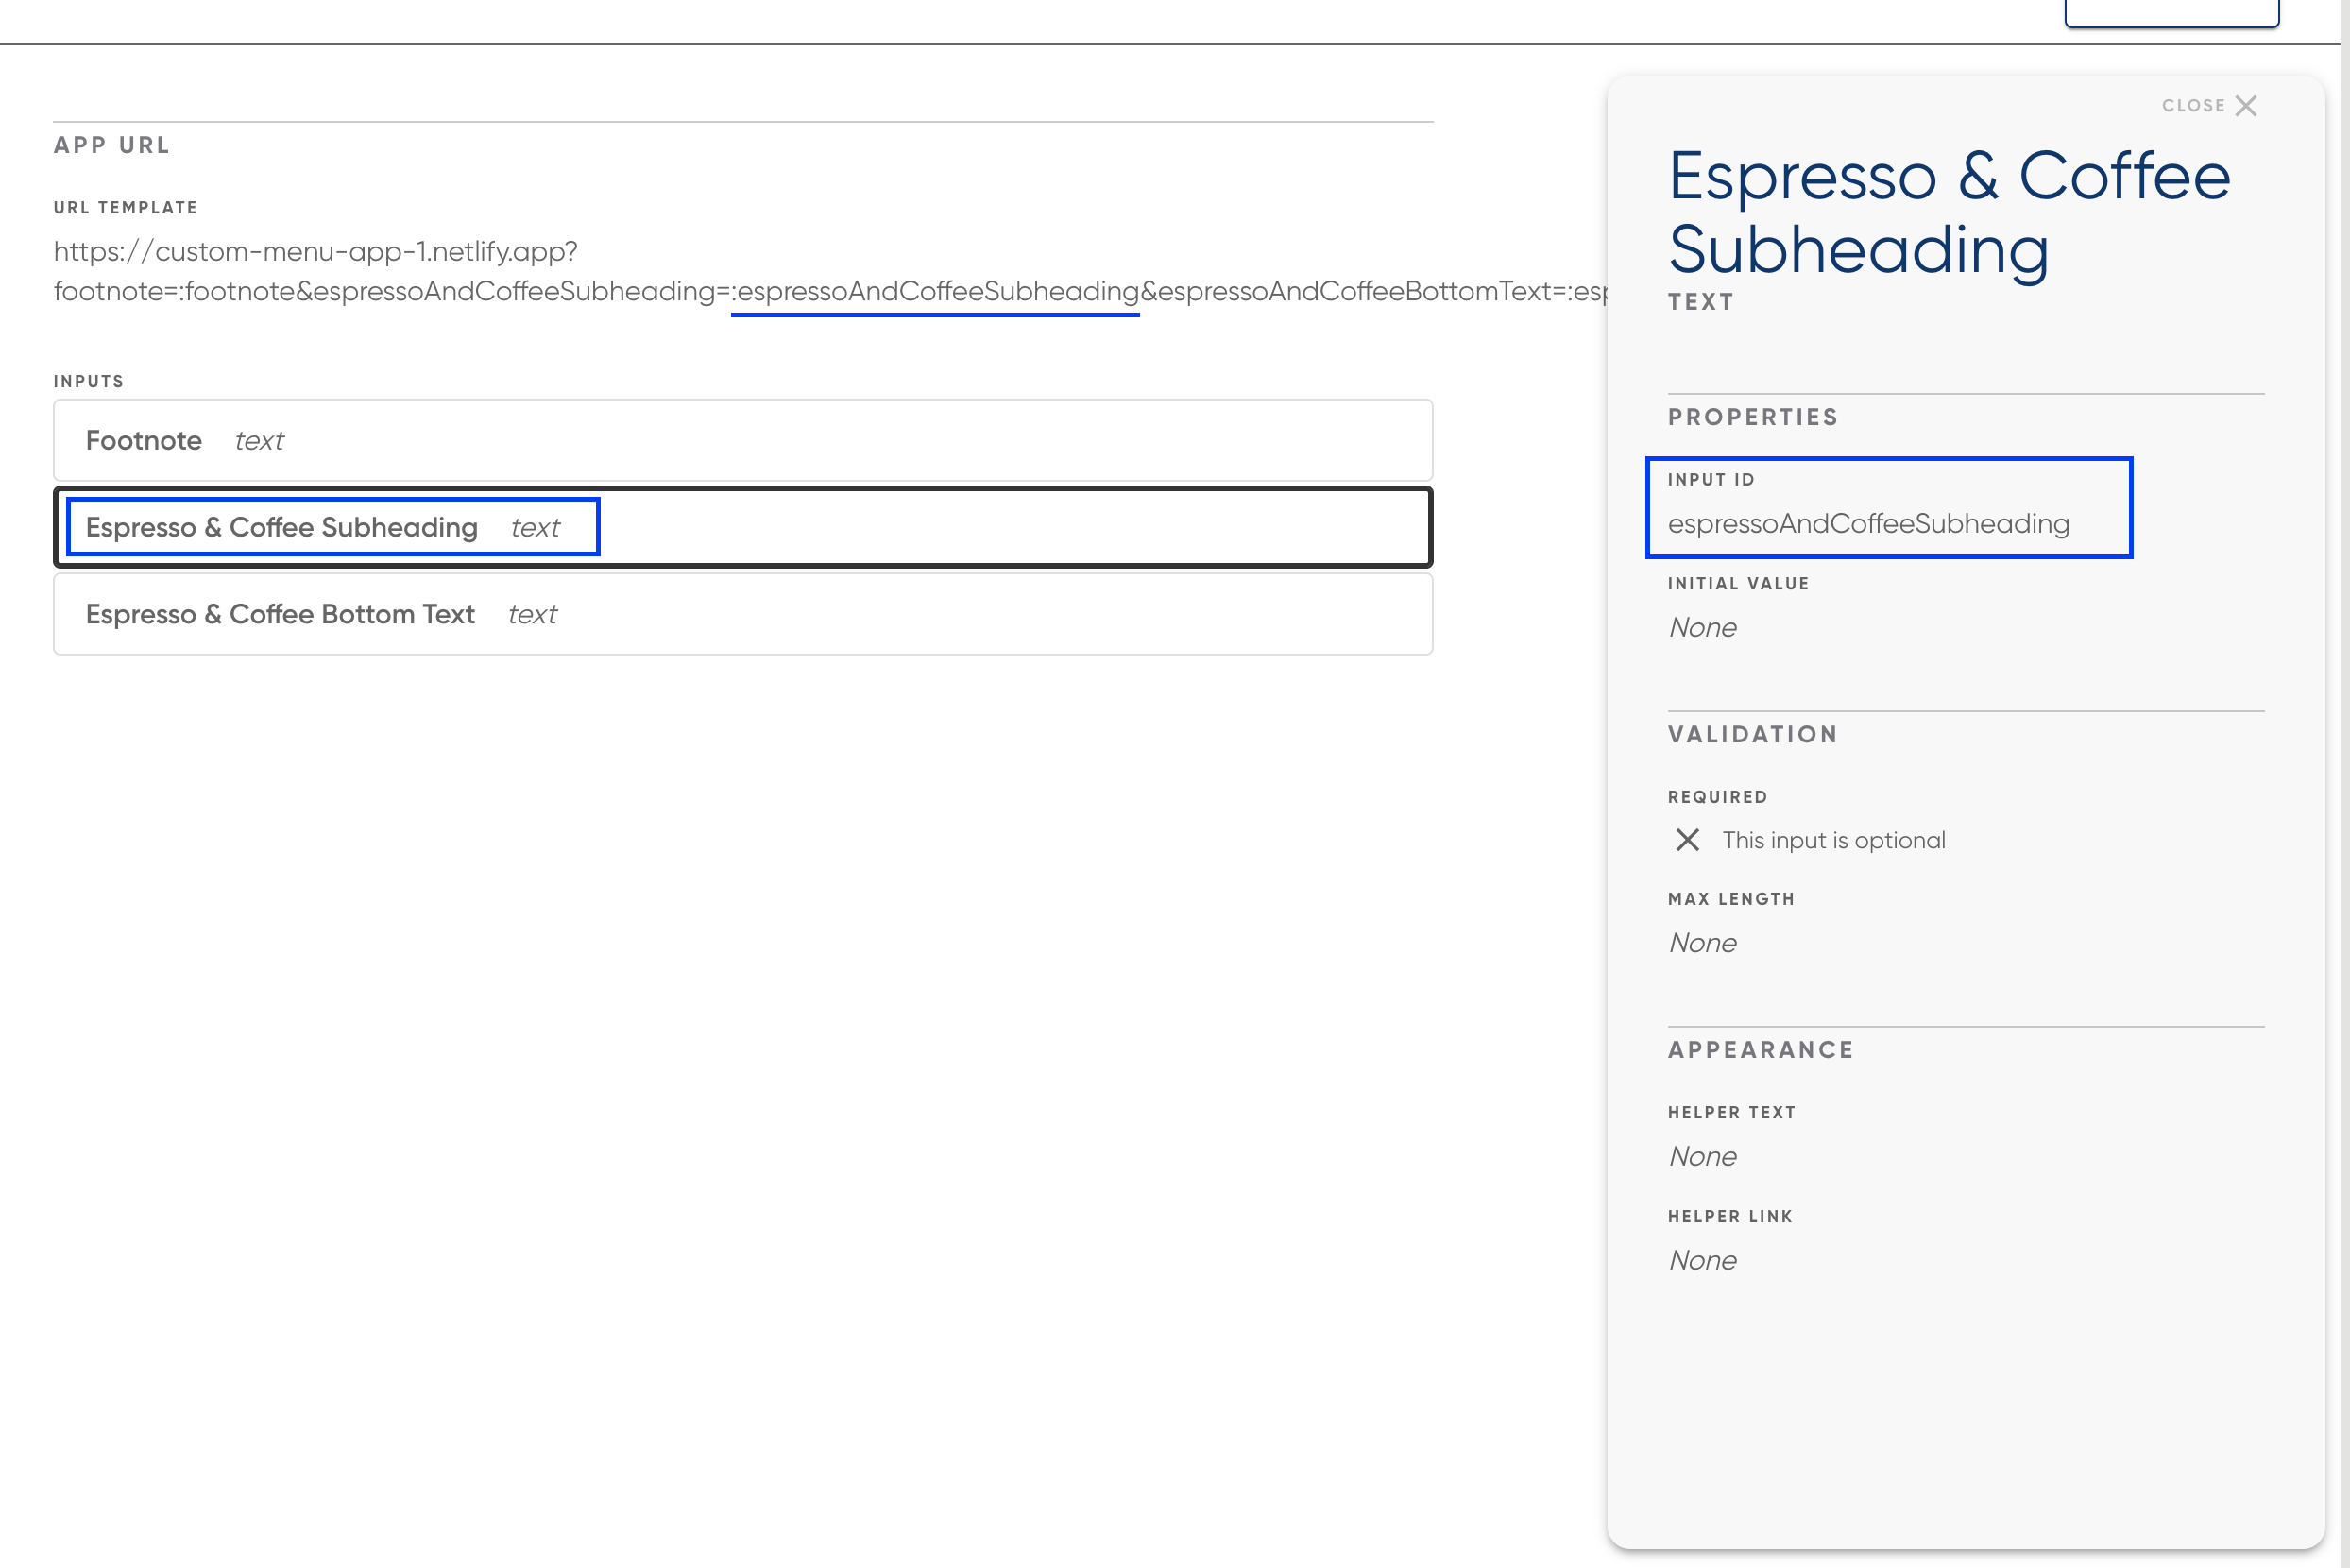 APP URL
URL TEMPLATE
https://custom-menu-app-1.netlify.app?
footnote=:footnote&espressoAndCoffeeSubheading=:espressoAndCoffeeSubheading&espressoAndCoffeeBottomText=:esp
INPUTS
Footnote text
Espresso & Coffee Subheading text
Espresso & Coffee Bottom Text text
CLOSE
Espresso & Coffee
Subheading
TEXT
PROPERTIES
INPUT ID
espressoAndCoffeeSubheading
INITIAL VALUE
None
VALIDATION
REQUIRED
This input is optional
MAX LENGTH
None
APPEARANCE
HELPER TEXT
None
HELPER LINK
None